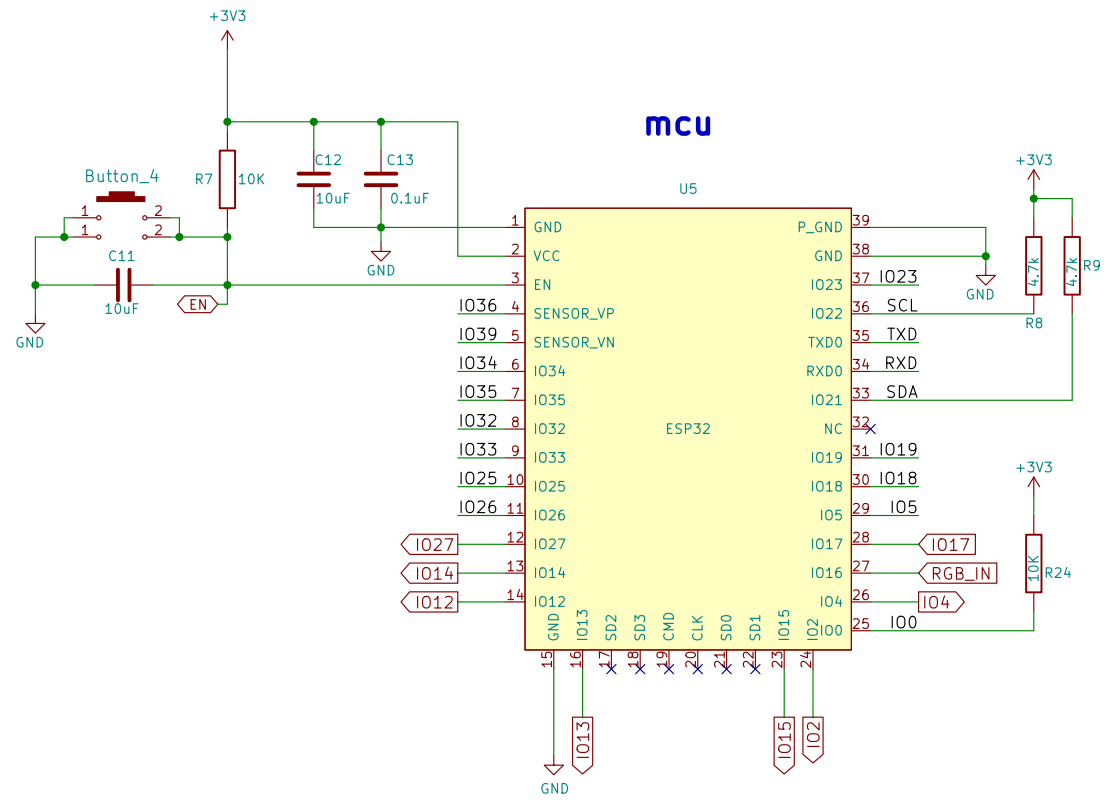 +3V3
mcu
Button_4
1
2
1
2
R7
10K
C12
10uF
C13
0.1uF
GND
C11
10uF
EN
GND
U5
ESP32
1 GND
2 VCC
3 EN
IO36 4 SENSOR_VP
IO39 5 SENSOR_VN
IO34 6 IO34
IO35 7 IO35
IO32 8 IO32
IO33 9 IO33
IO25 10 IO25
IO26 11 IO26
IO27 12 IO27
IO14 13 IO14
IO12 14 IO12
GND 15 GND
IO13 16 IO13
SD2 17
SD3 18
CMD 19
CLK 20
SD0 21
SD1 22
IO15 23 IO15
IO2 24 IO2
P_GND 39
GND 38
GND
IO23 37 IO23
IO22 36 SCL
TXD0 35 TXD
RXD0 34 RXD
IO21 33 SDA
NC 32
IO19 31 IO19
IO18 30 IO18
IO5 29 IO5
IO17 28 IO17
IO16 27 RGB_IN
IO4 26 IO4
IO0 25 IO0
+3V3
4.7k
R8
4.7k
R9
+3V3
10K
R24